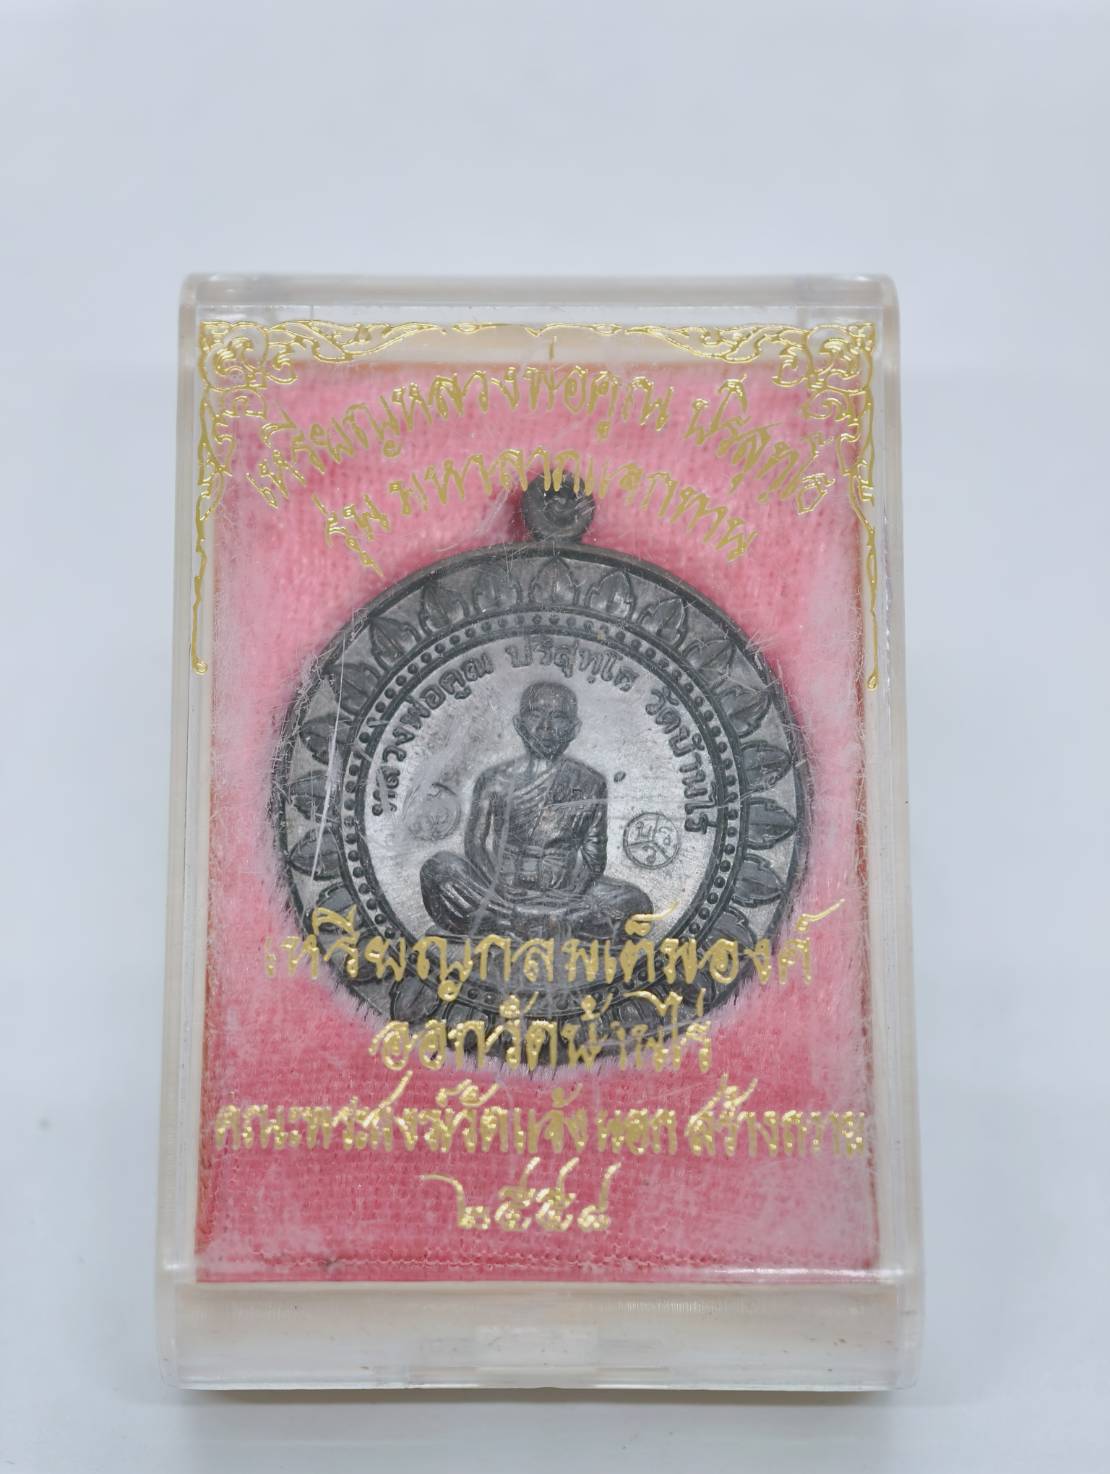 เหรียญหลวงพ่อคูณ ปริสุทฺโธ
รุ่น มหาลาภแจกทาน
หลวงพ่อคูณ ปริสุทฺโธ วัดบ้านไร่
เหรียญกลมเต็มองค์
ออกวัดบ้านไร่
คณะพระสงฆ์วัดแจ้งนอก สร้างถวาย
๒๕๕๘